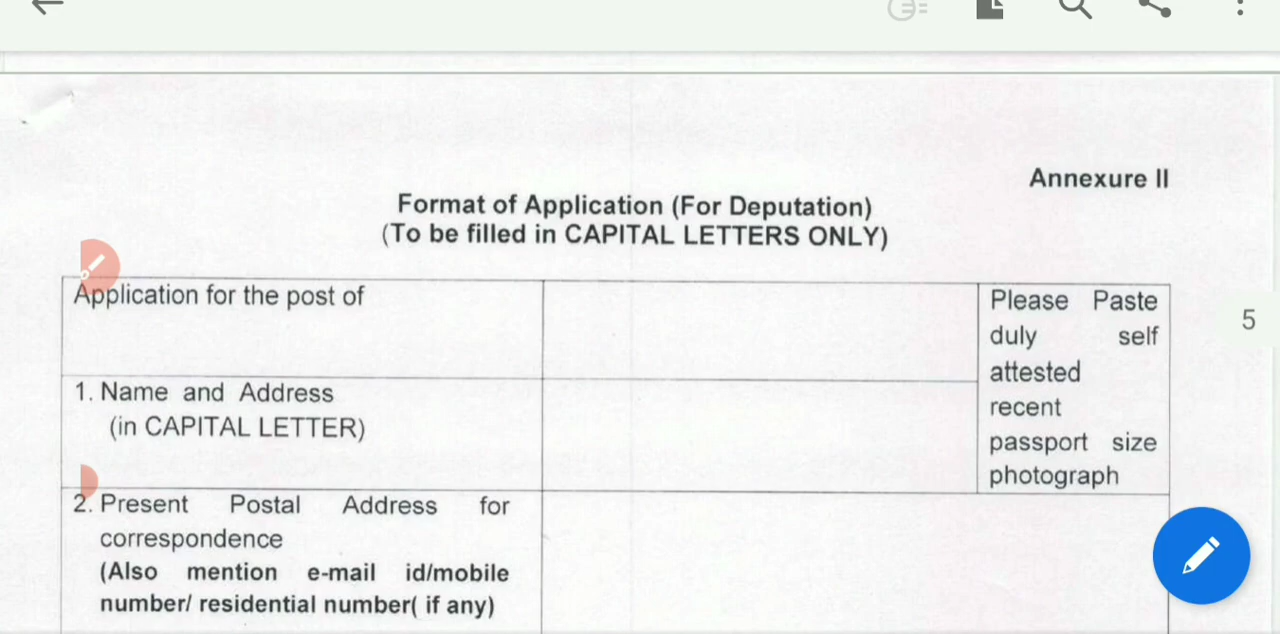 Annexure II
Format of Application (For Deputation)
(To be filled in CAPITAL LETTERS ONLY)
Application for the post of
Please Paste
duly self
attested
recent
passport size
photograph
5
1. Name and Address
(in CAPITAL LETTER)
2. Present Postal Address for
correspondence
(Also mention e-mail id/mobile
number/ residential number( if any)